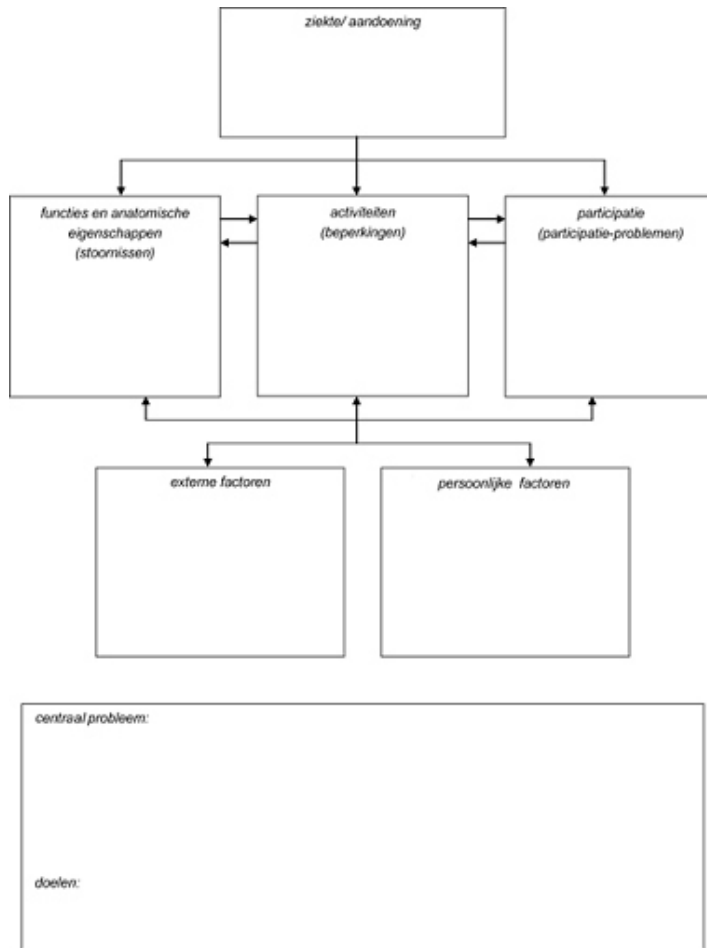 ziekte/ aandoening
functies en anatomische
eigenschappen
(stoornissen)
activiteiten
(beperkingen)
participatie
(participatie-problemen)
externe factoren
persoonlijke factoren
centraal probleem:
doelen: